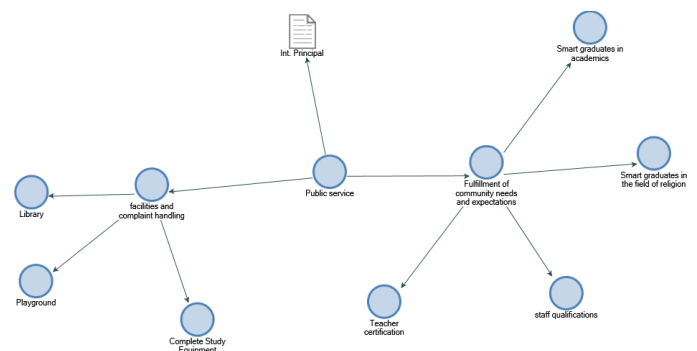 Int. Principal
Smart graduates in
academics
Public service
Fulfillment of
community needs
and expectations
Smart graduates in
the field of religion
Library
facilities and
complaint handling
Playground
Complete Study
Equipment
Teacher
certification
staff qualifications